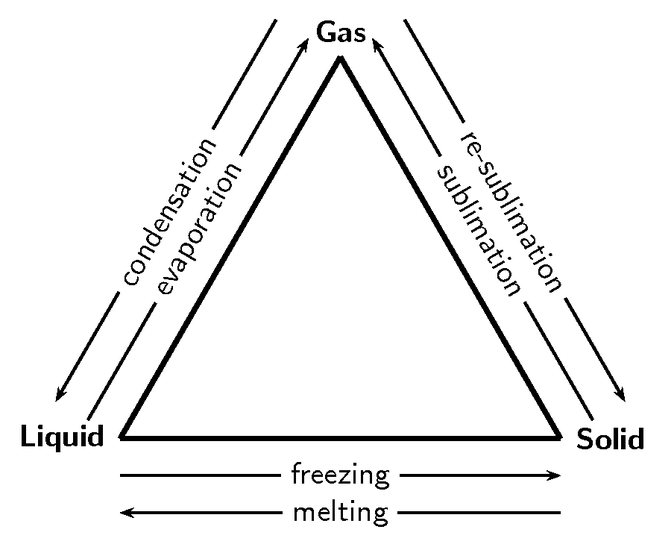 Gas
condensation
evaporation
sublimation
re-sublimation
Liquid
Solid
freezing
melting